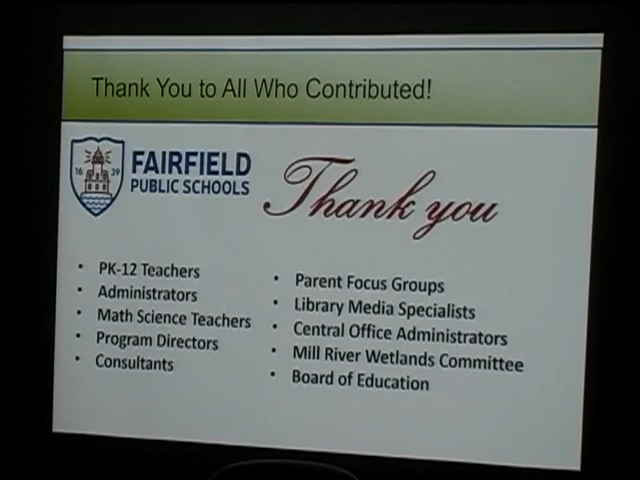 Thank You to All Who Contributed!
16 39
FAIRFIELD
PUBLIC SCHOOLS
Thank you
• PK-12 Teachers
• Administrators
• Math Science Teachers
• Program Directors
• Consultants
• Parent Focus Groups
• Library Media Specialists
• Central Office Administrators
• Mill River Wetlands Committee
• Board of Education